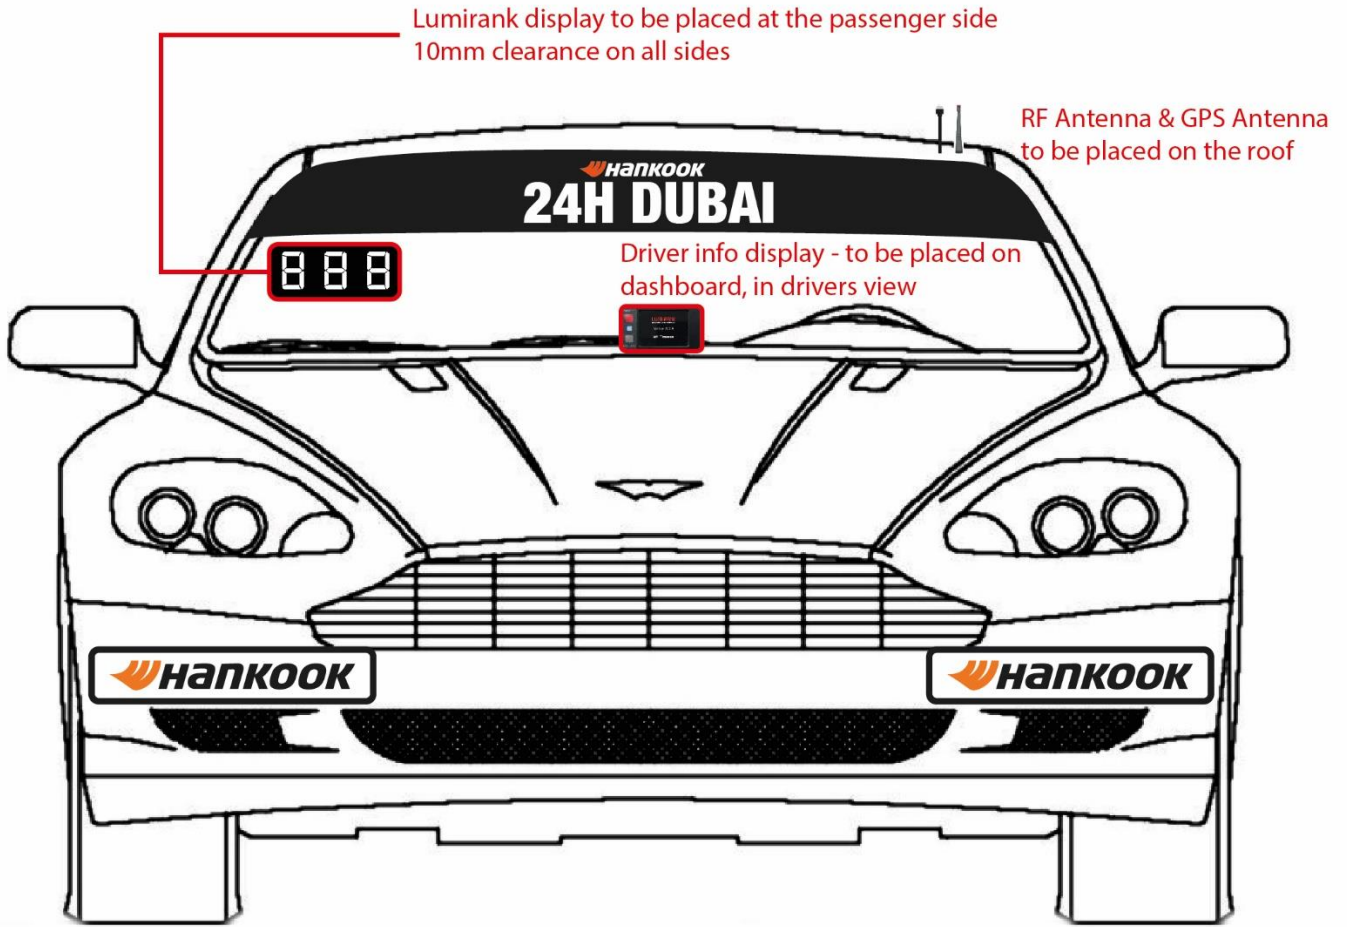 Lumirank display to be placed at the passenger side
10mm clearance on all sides
RF Antenna & GPS Antenna
to be placed on the roof
HANKOOK
24H DUBAI
888
Driver info display - to be placed on
dashboard, in drivers view
HANKOOK
HANKOOK